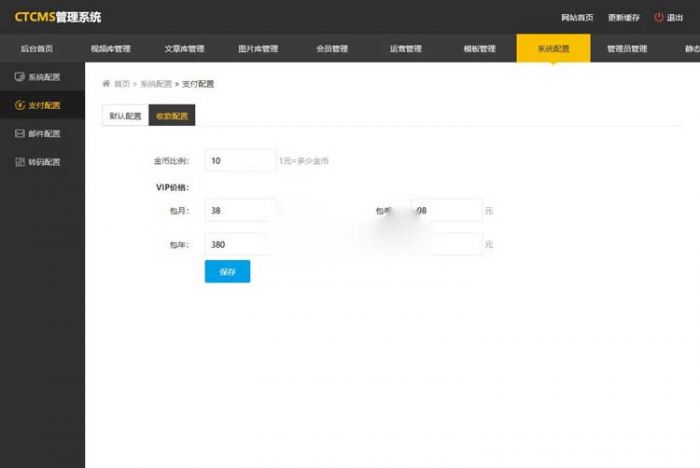 CTCMS管理系统
网站首页 更新缓存 退出
后台首页 视频库管理 文章库管理 图片库管理 会员管理 运营管理 模板管理 系统配置 管理员管理 静态
系统配置
支付配置
邮件配置
转码配置
首页 > 系统配置 > 支付配置
默认配置 收款配置
金币比例: 10 1元=多少金币
VIP价格:
包月: 38 包 98 元
包年: 380 元
保存